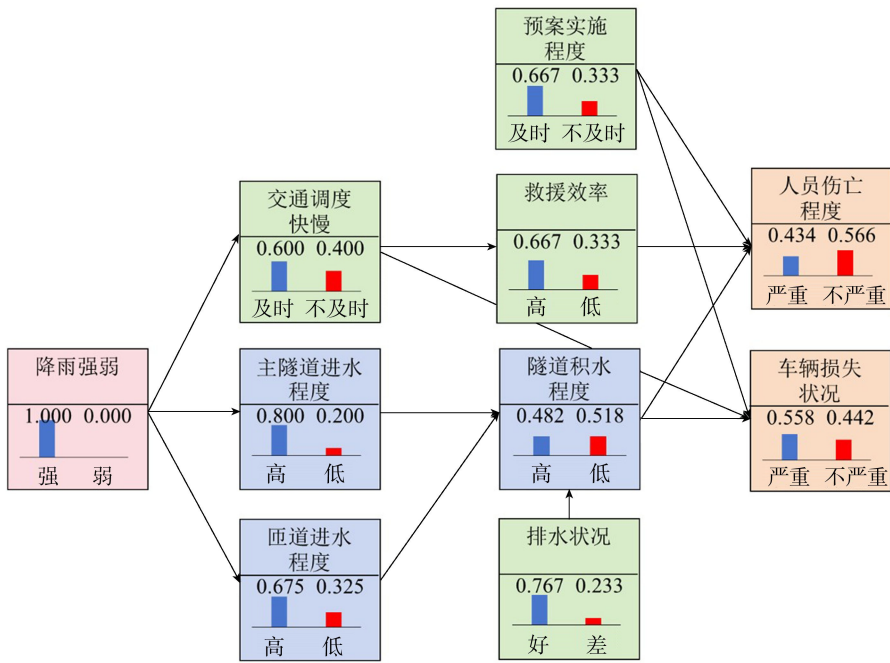 预案实施
程度
0.667 0.333
及时 不及时
交通调度
快慢
0.600 0.400
及时 不及时
救援效率
0.667 0.333
高 低
人员伤亡
程度
0.434 0.566
严重 不严重
降雨强弱
1.000 0.000
强 弱
主隧道进水
程度
0.800 0.200
高 低
隧道积水
程度
0.482 0.518
高 低
车辆损失
状况
0.558 0.442
严重 不严重
匝道进水
程度
0.675 0.325
高 低
排水状况
0.767 0.233
好 差